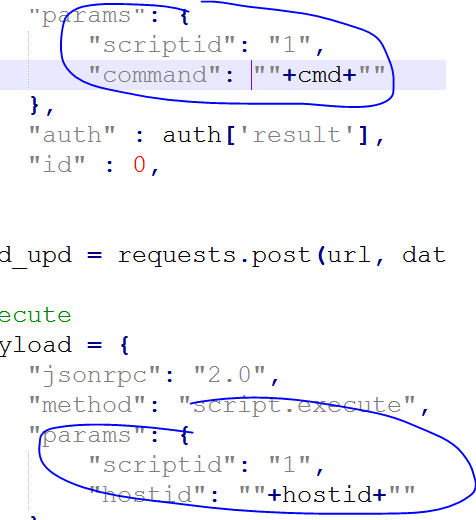 "params": {
"scriptid": "1",
"command": ""+cmd+""
},
"auth" : auth['result'],
"id" : 0,
d_upd = requests.post(url, dat
ecute
yload = {
"jsonrpc": "2.0",
"method": "script.execute",
"params": {
"scriptid": "1",
"hostid": ""+hostid+""